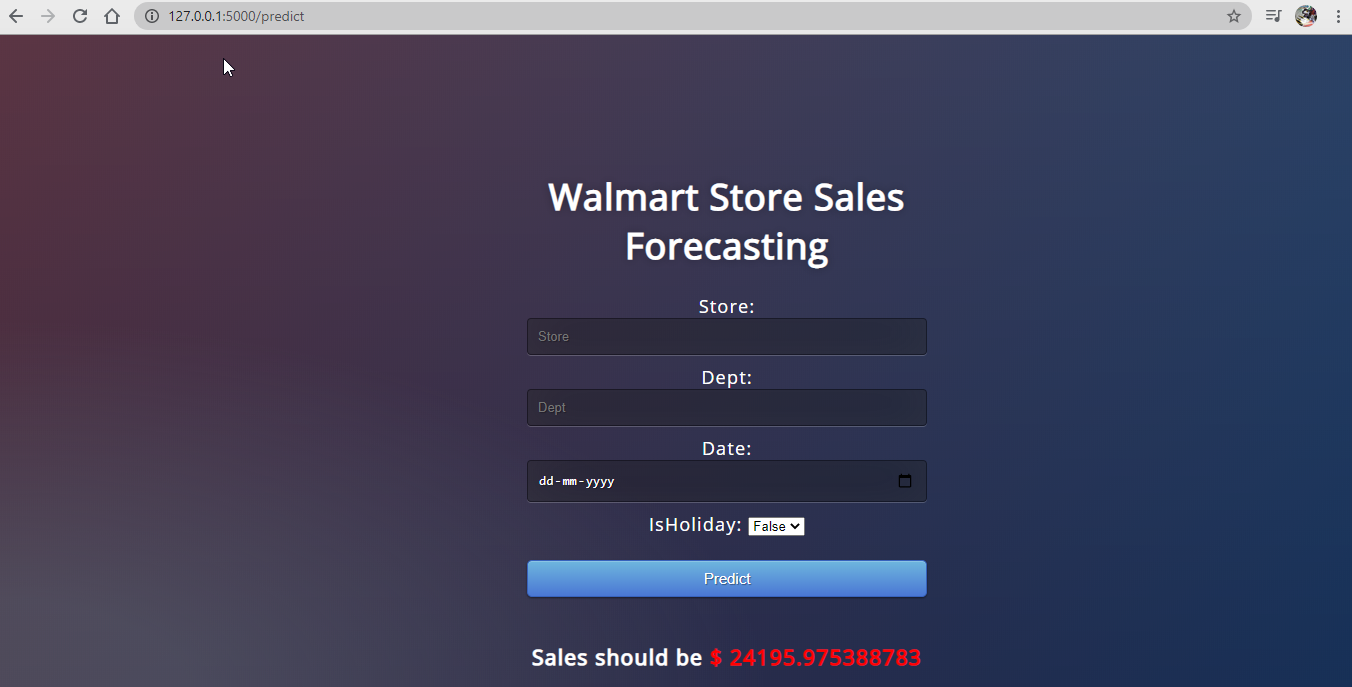 127.0.0.1:5000/predict
Walmart Store Sales
Forecasting
Store:
Store
Dept:
Dept
Date:
dd-mm-yyyy
IsHoliday: False
Predict
Sales should be $ 24195.975388783